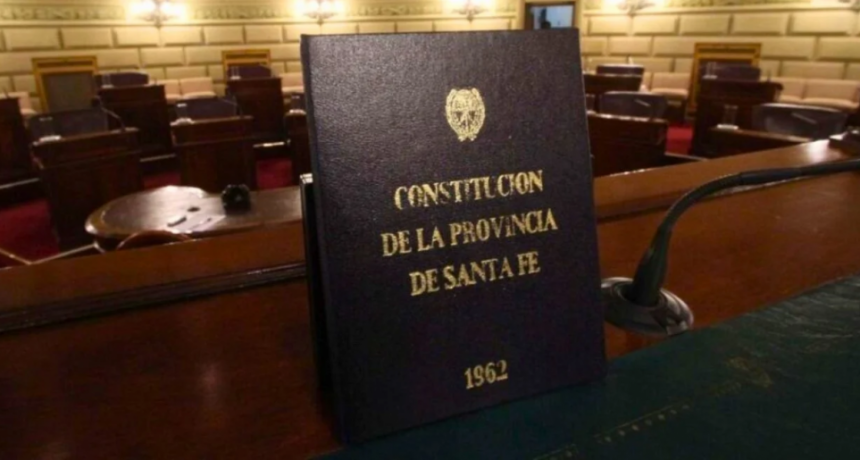 CONSTITUCION
DE LA PROVINCIA
DE SANTA FE
1962